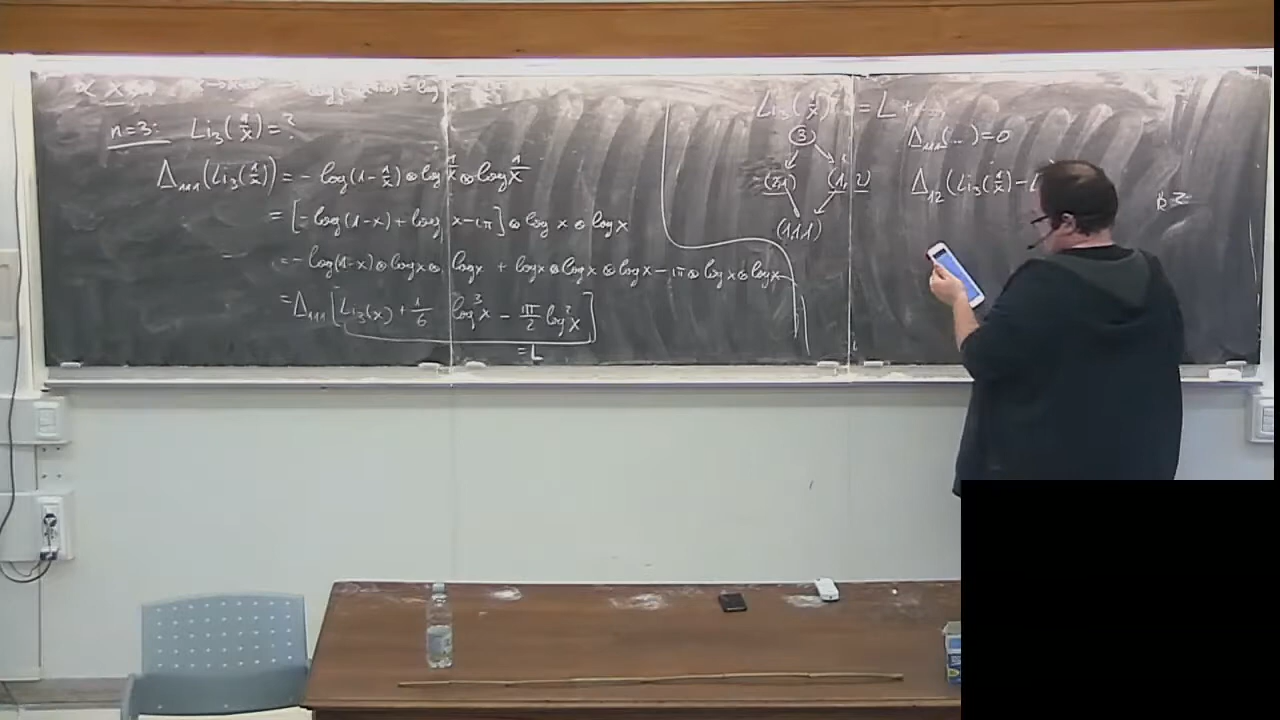 n=3: Li₃(1/x)=?
Δ₁₁₁(Li₃(1/x)) = - log(1-1/x) ⊗ log 1/x ⊗ log 1/x
= [-log(1-x) + log x - iπ] ⊗ log x ⊗ log x
= -log(1-x) ⊗ log x ⊗ log x + log x ⊗ log x ⊗ log x - iπ ⊗ log x ⊗ log x
= Δ₁₁₁[Li₃(x) + 1/6 log³x - iπ/2 log²x]
= L
Li₃(1/x) = L +
(3)
(2,1) (1,2)
(1,1,1)
Δ₁₁₁(...) = 0
Δ₁₂(Li₃(1/x) -